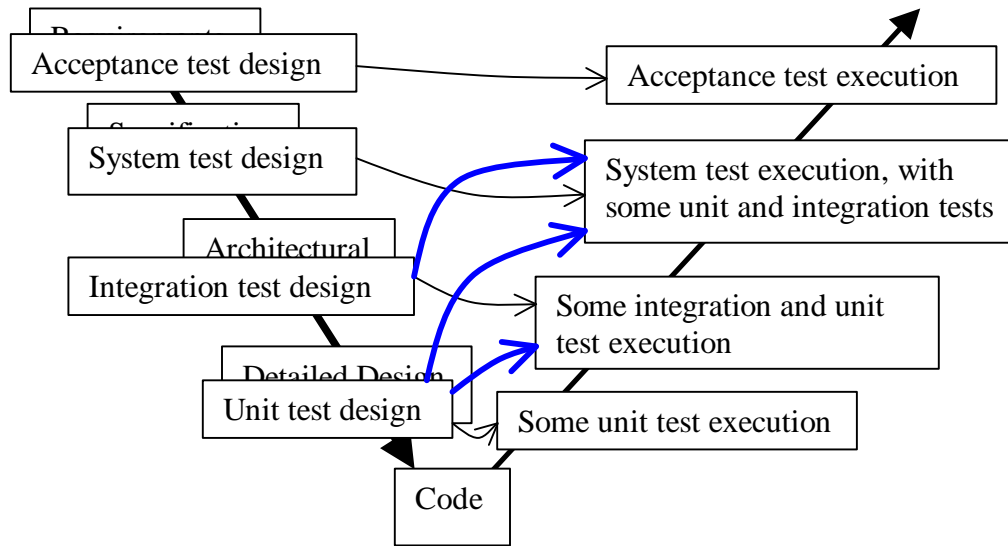 Acceptance test design
Acceptance test execution
System test design
System test execution, with
some unit and integration tests
Architectural
Integration test design
Some integration and unit
test execution
Detailed Design
Unit test design
Some unit test execution
Code